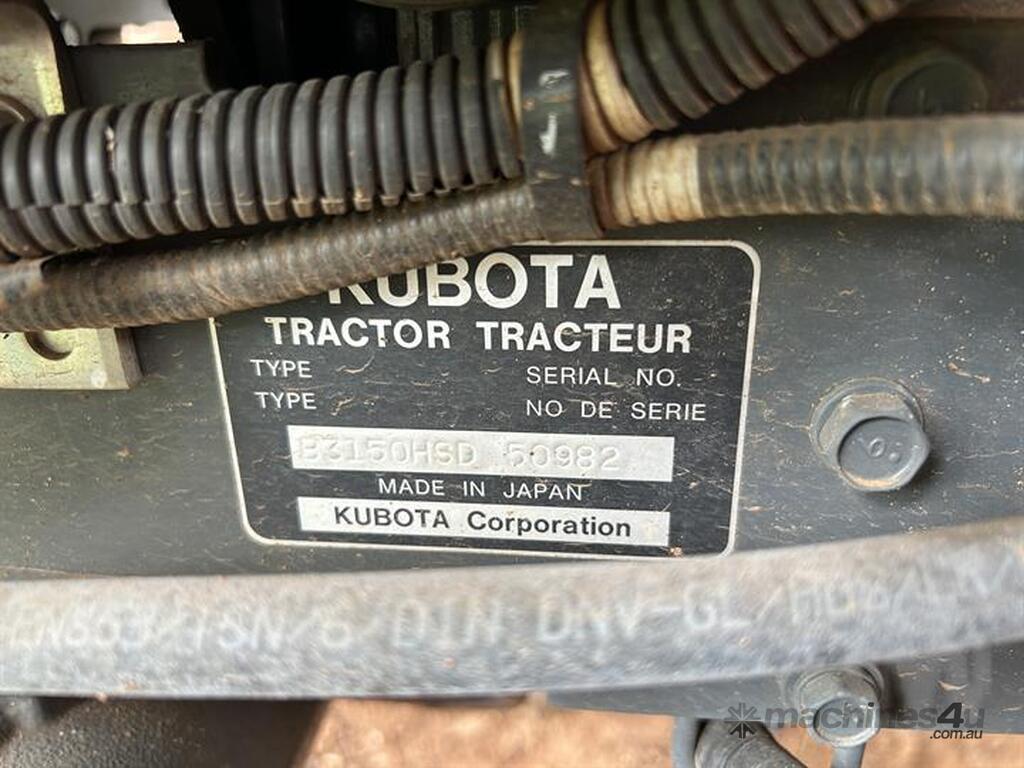 KUBOTA
TRACTOR TRACTEUR
TYPE SERIAL NO.
TYPE NO DE SERIE
B3150HSD 50982
MADE IN JAPAN
KUBOTA Corporation
DIN DNV-GL
machines4u
.com.au